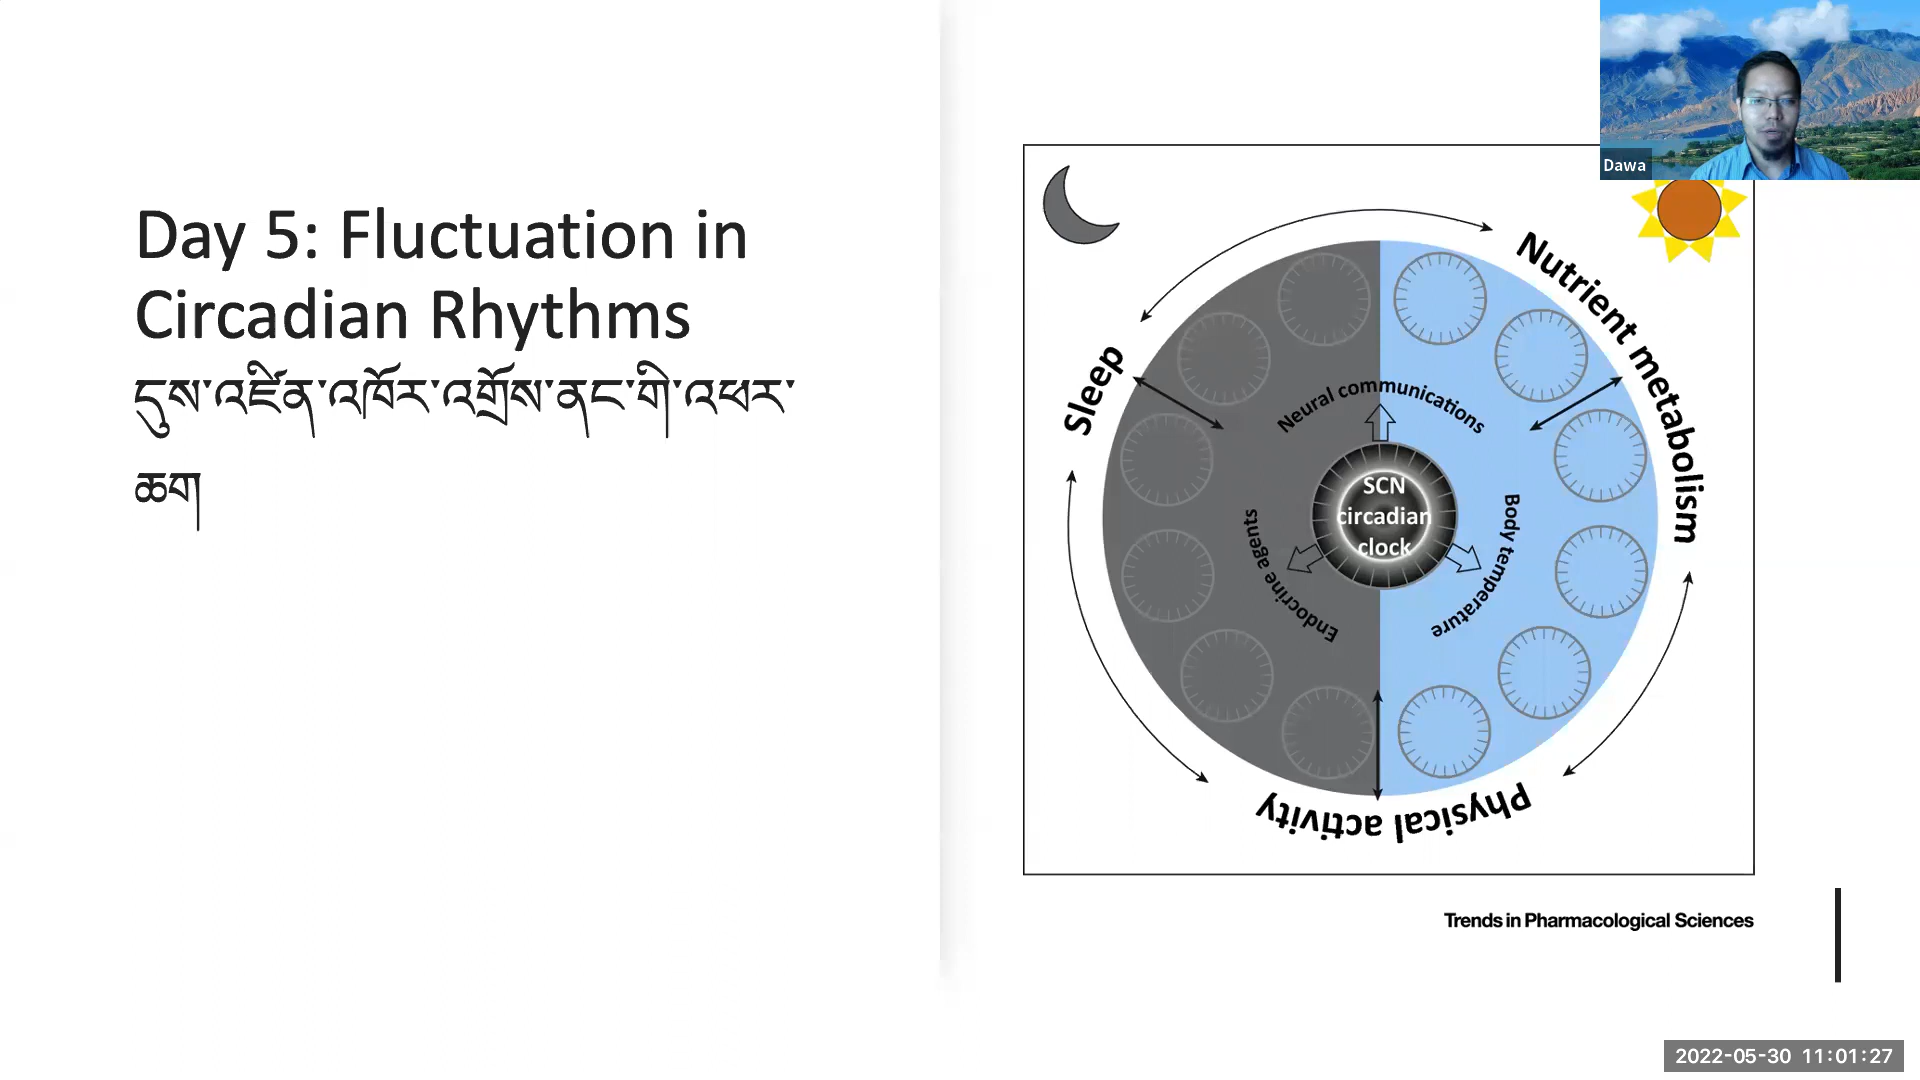 Day 5: Fluctuation in
Circadian Rhythms
དུས་འཛིན་འཁོར་འགྲོས་ནང་གི་འཕར་
ཆག།
Dawa
Sleep
Nutrient metabolism
Neural communications
SCN
circadian
clock
Endocrine agents
Body temperature
Physical activity
Trends in Pharmacological Sciences
2022-05-30 11:01:27